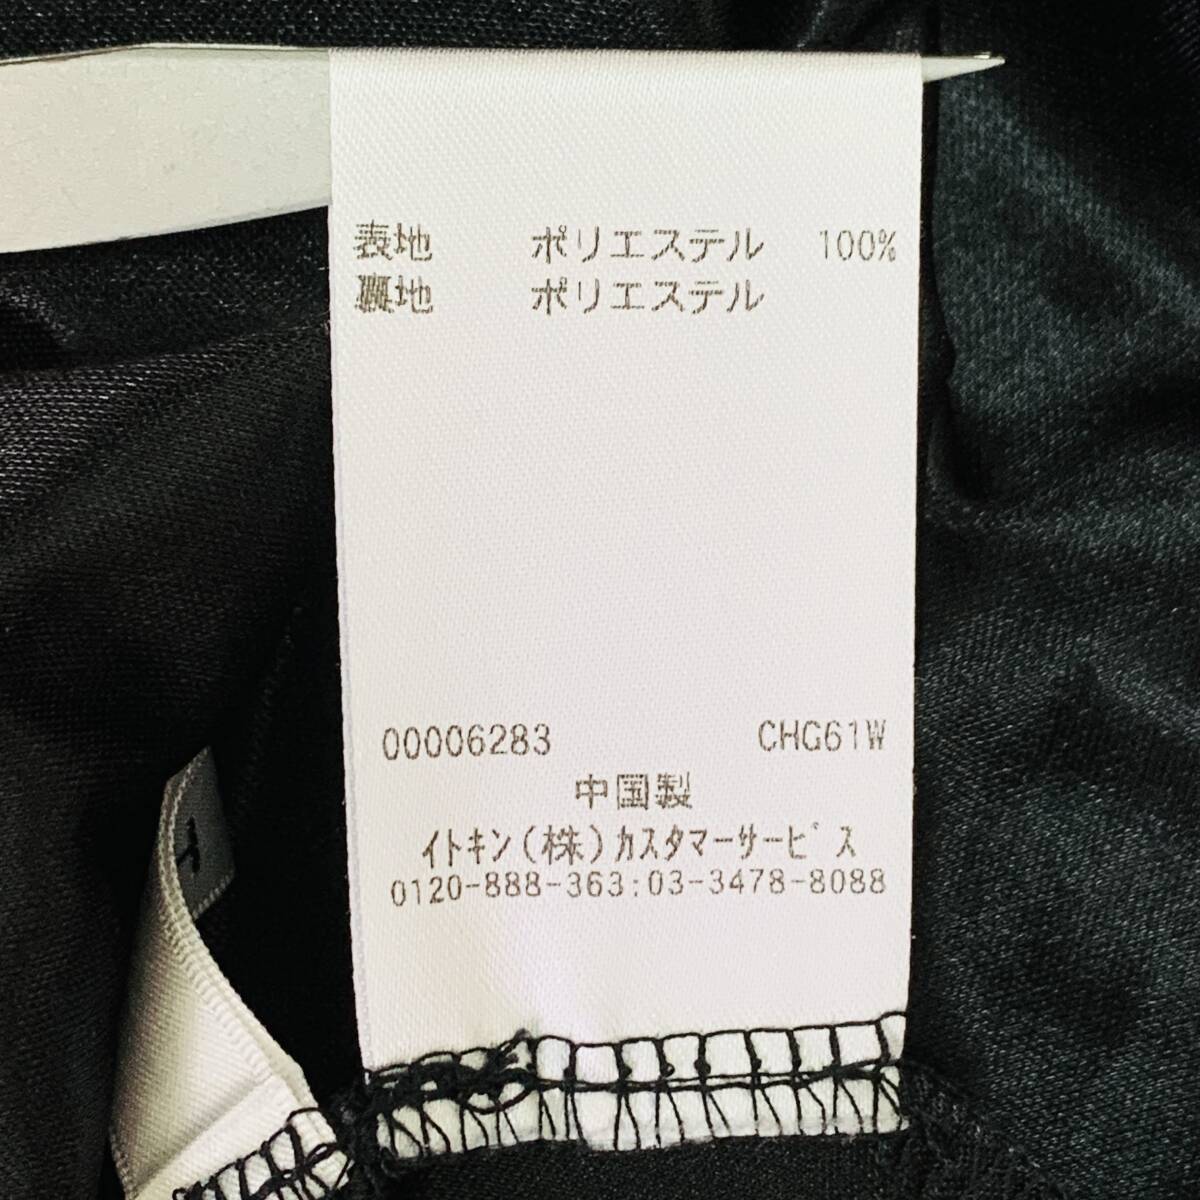 表地 ポリエステル 100%
裏地 ポリエステル
00006283 CHG61W
中国製
イトキン(株)カスタマーサービス
0120-888-363:03-3478-8088